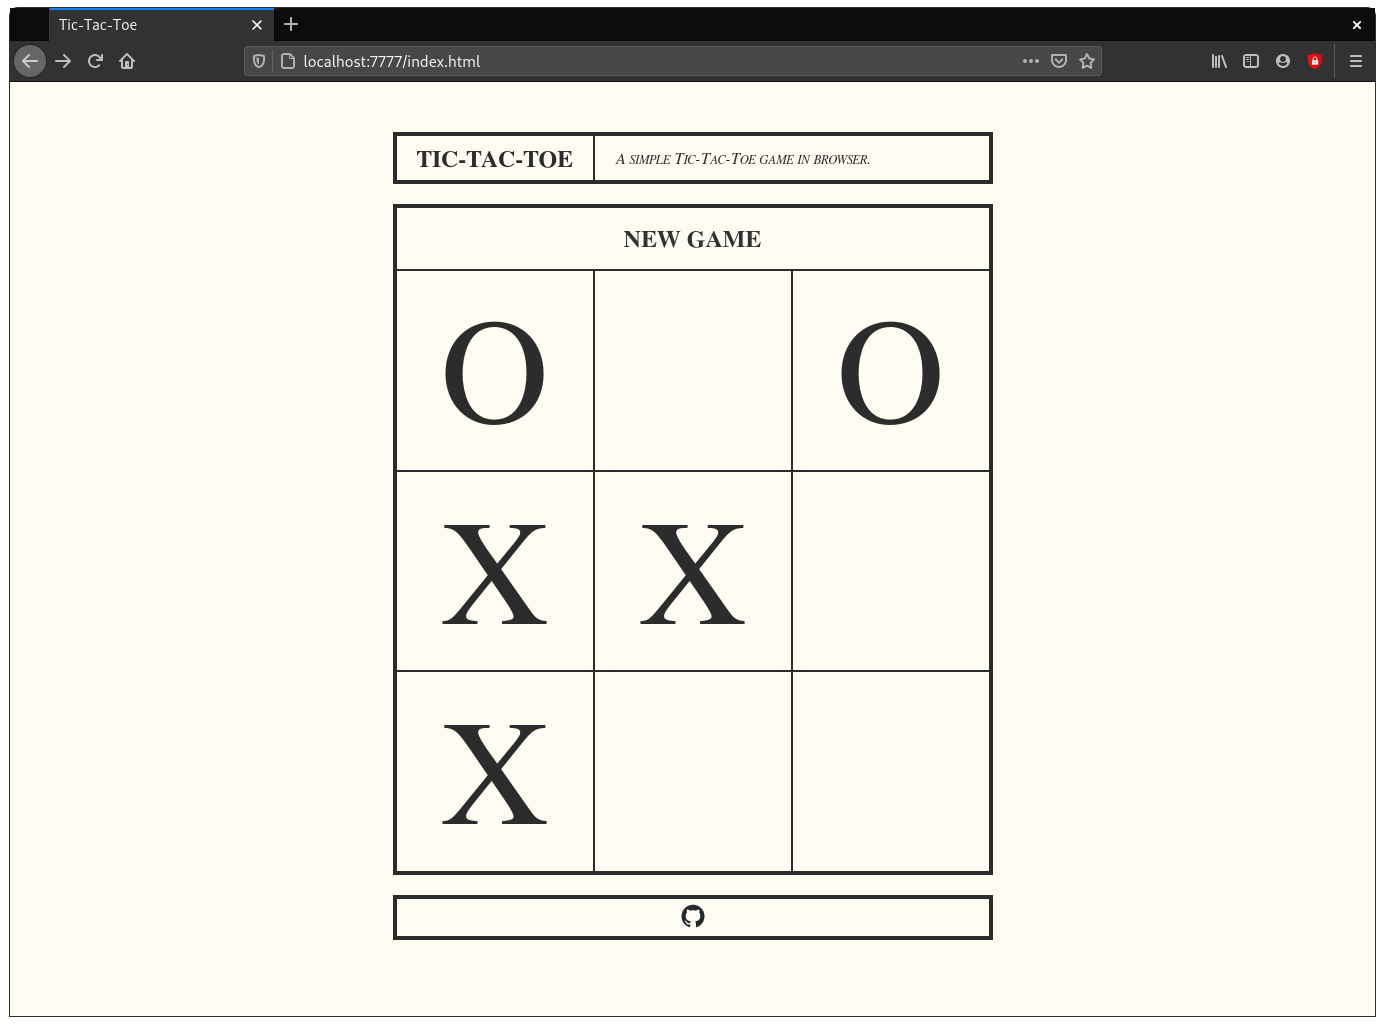 Tic-Tac-Toe
localhost:7777/index.html
TIC-TAC-TOE
A SIMPLE TIC-TAC-TOE GAME IN BROWSER.
NEW GAME
O O
X X
X